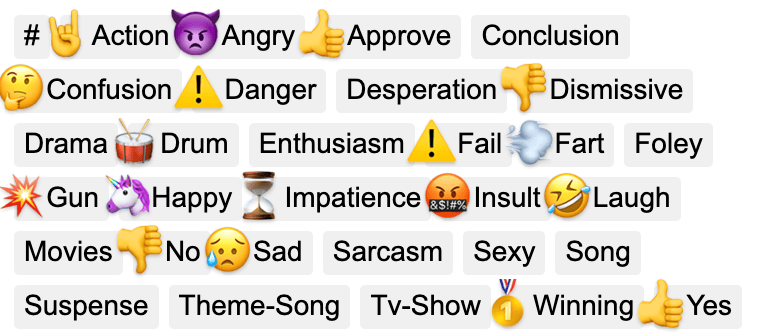 # 🤘 Action 👿 Angry 👍 Approve Conclusion
🤔 Confusion ⚠️ Danger Desperation 👎 Dismissive
Drama 🥁 Drum Enthusiasm ⚠️ Fail 💨 Fart Foley
💥 Gun 🦄 Happy ⏳ Impatience 🤬 Insult 🤣 Laugh
Movies 👎 No 😥 Sad Sarcasm Sexy Song
Suspense Theme-Song Tv-Show 🥇 Winning 👍 Yes